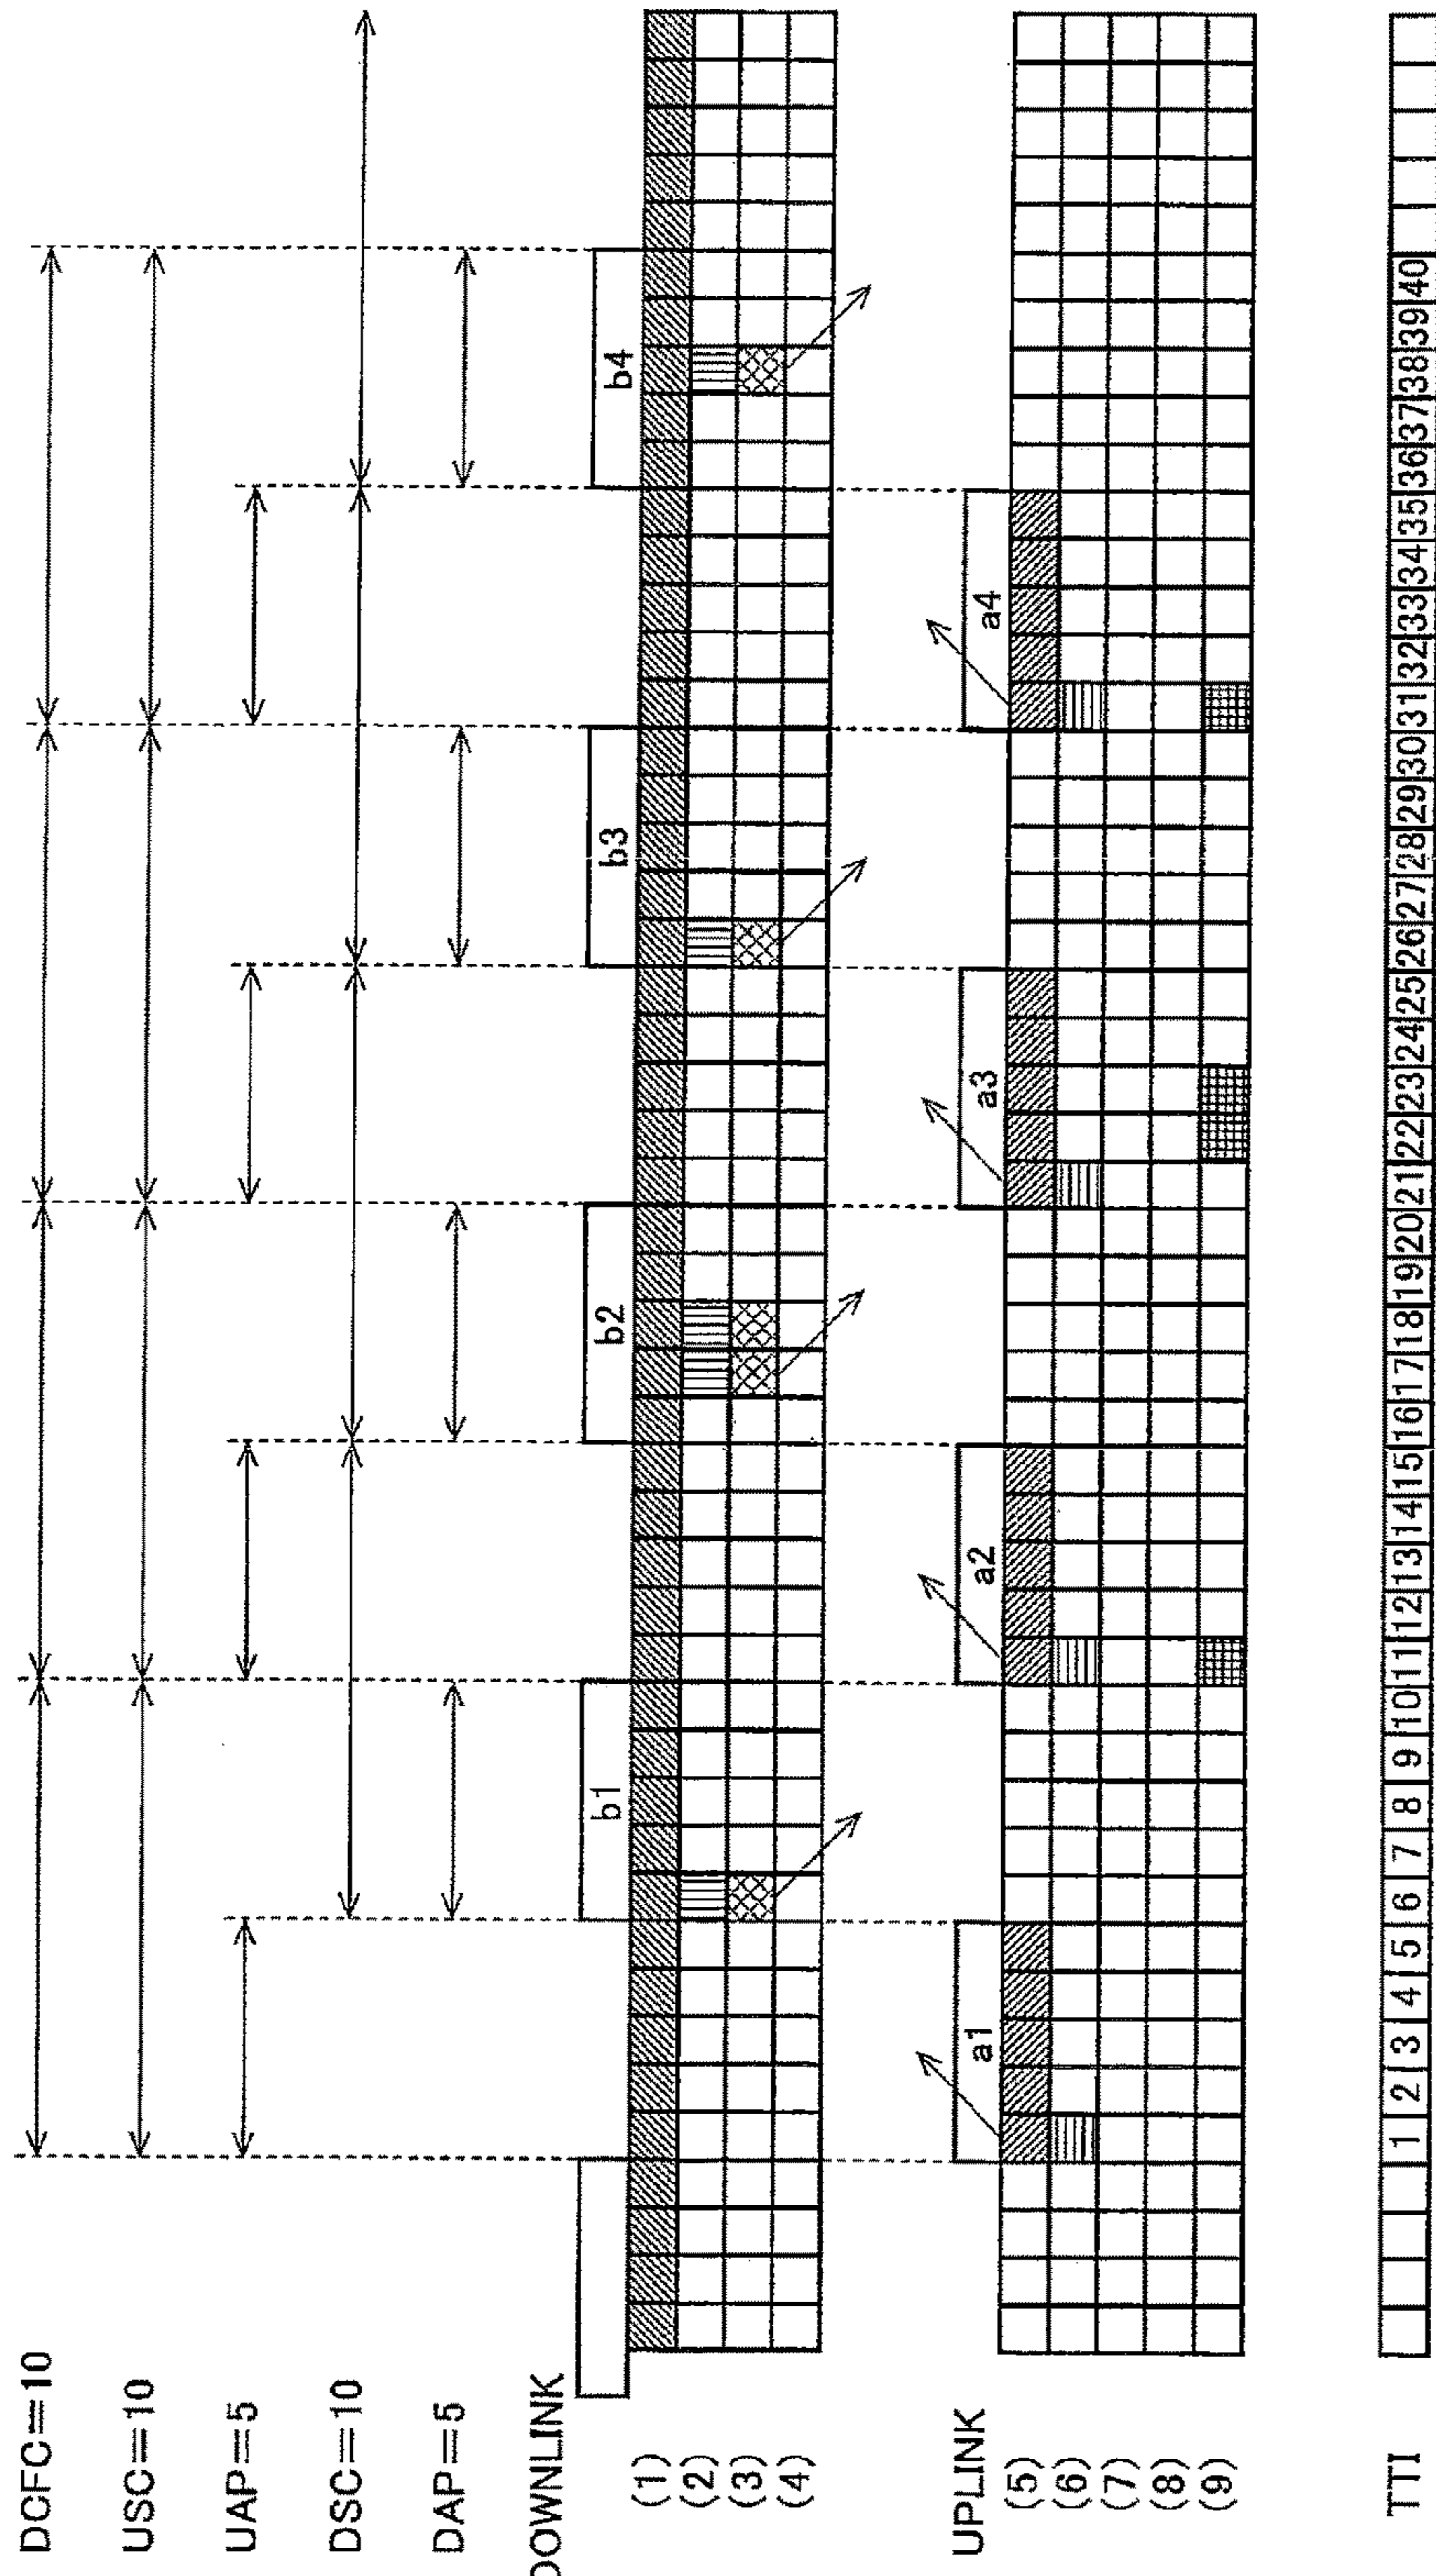 DCFC=10
USC=10
UAP=5
DSC=10
DAP=5
DOWNLINK
b1 b2 b3 b4
(1)
(2)
(3)
(4)
UPLINK
a1 a2 a3 a4
(5)
(6)
(7)
(8)
(9)
TTI 1 2 3 4 5 6 7 8 9 10 11 12 13 14 15 16 17 18 19 20 21 22 23 24 25 26 27 28 29 30 31 32 33 34 35 36 37 38 39 40